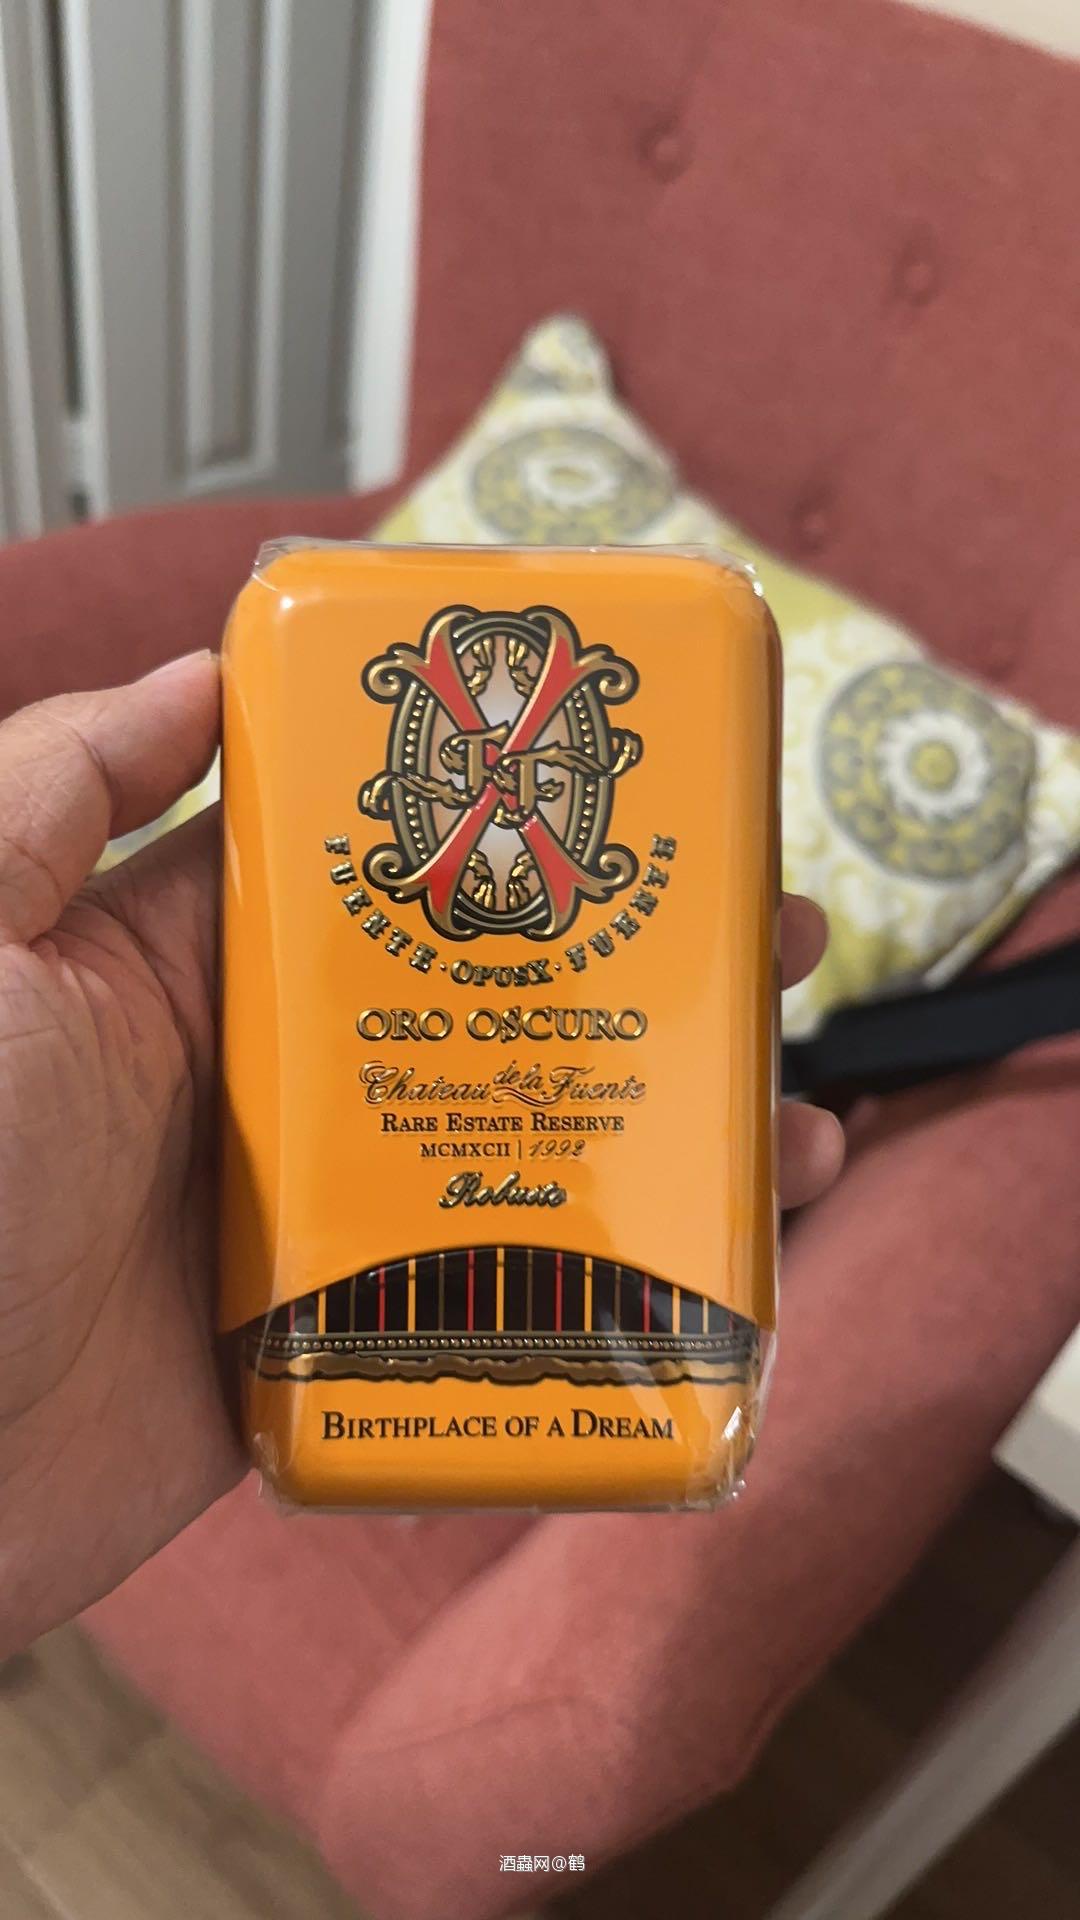 FF
FUENTE · OPUSX · FUENTE
ORO OSCURO
Chateau de la Fuente
RARE ESTATE RESERVE
MCMXCII | 1992
Robusto
BIRTHPLACE OF A DREAM
酒蟲网@鹤